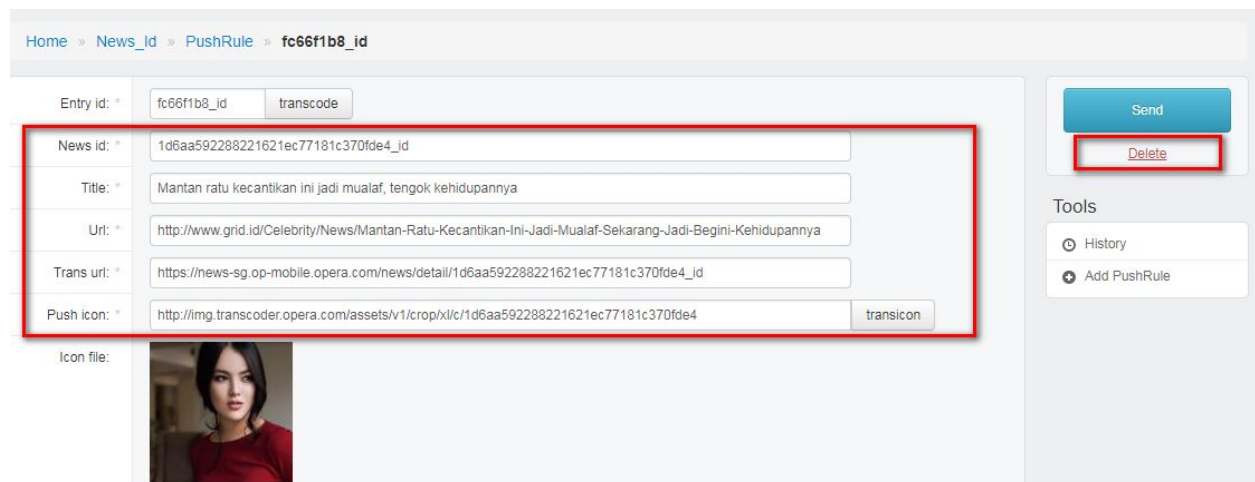 Home » News_Id » PushRule » fc66f1b8_id
Entry id: * fc66f1b8_id transcode
News id: * 1d6aa592288221621ec77181c370fde4_id
Title: * Mantan ratu kecantikan ini jadi mualaf, tengok kehidupannya
Url: * http://www.grid.id/Celebrity/News/Mantan-Ratu-Kecantikan-Ini-Jadi-Mualaf-Sekarang-Jadi-Begini-Kehidupannya
Trans url: * https://news-sg.op-mobile.opera.com/news/detail/1d6aa592288221621ec77181c370fde4_id
Push icon: * http://img.transcoder.opera.com/assets/v1/crop/xl/c/1d6aa592288221621ec77181c370fde4 transicon
Icon file:
Send
Delete
Tools
History
Add PushRule